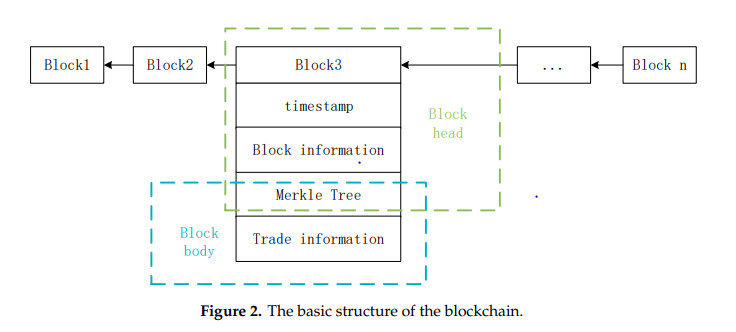 Block1
Block2
Block3
...
Block n
timestamp
Block
head
Block information
Merkle Tree
Block
body
Trade information
Figure 2. The basic structure of the blockchain.